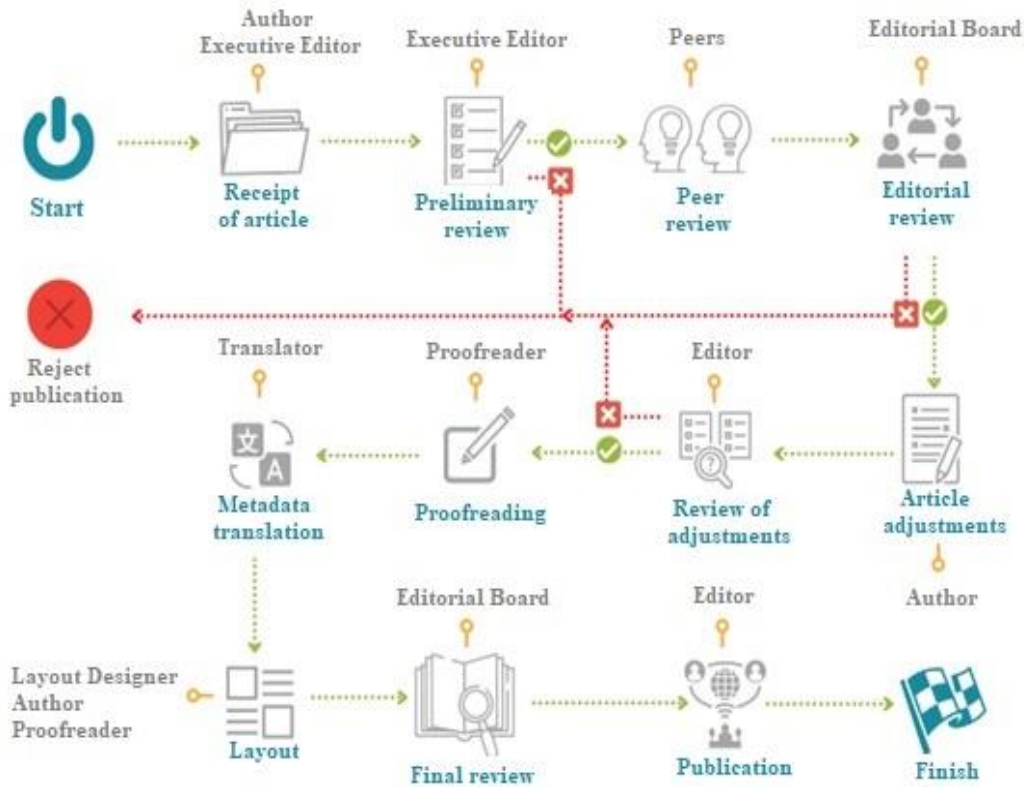 Author
Executive Editor
Executive Editor
Peers
Editorial Board
Start
Receipt
of article
Preliminary
review
Peer
review
Editorial
review
Reject
publication
Translator
Proofreader
Editor
文
A
?
Metadata
translation
Proofreading
Review of
adjustments
Article
adjustments
Author
Editorial Board
Editor
Layout Designer
Author
Proofreader
Layout
Final review
Publication
Finish